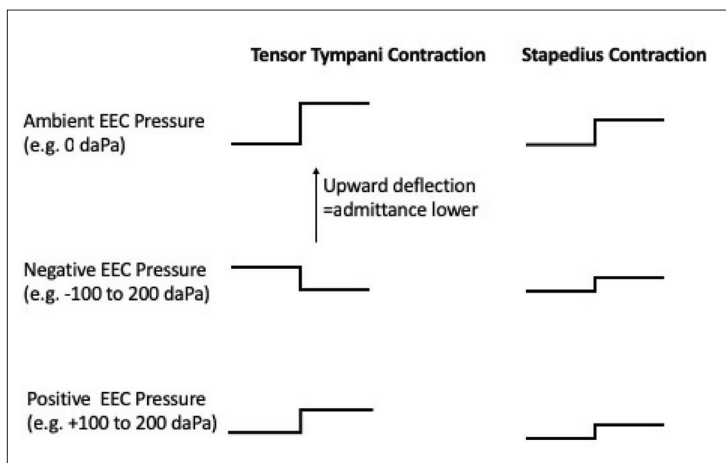 Tensor Tympani Contraction Stapedius Contraction
Ambient EEC Pressure
(e.g. 0 daPa)
Upward deflection
=admittance lower
Negative EEC Pressure
(e.g. -100 to 200 daPa)
Positive EEC Pressure
(e.g. +100 to 200 daPa)